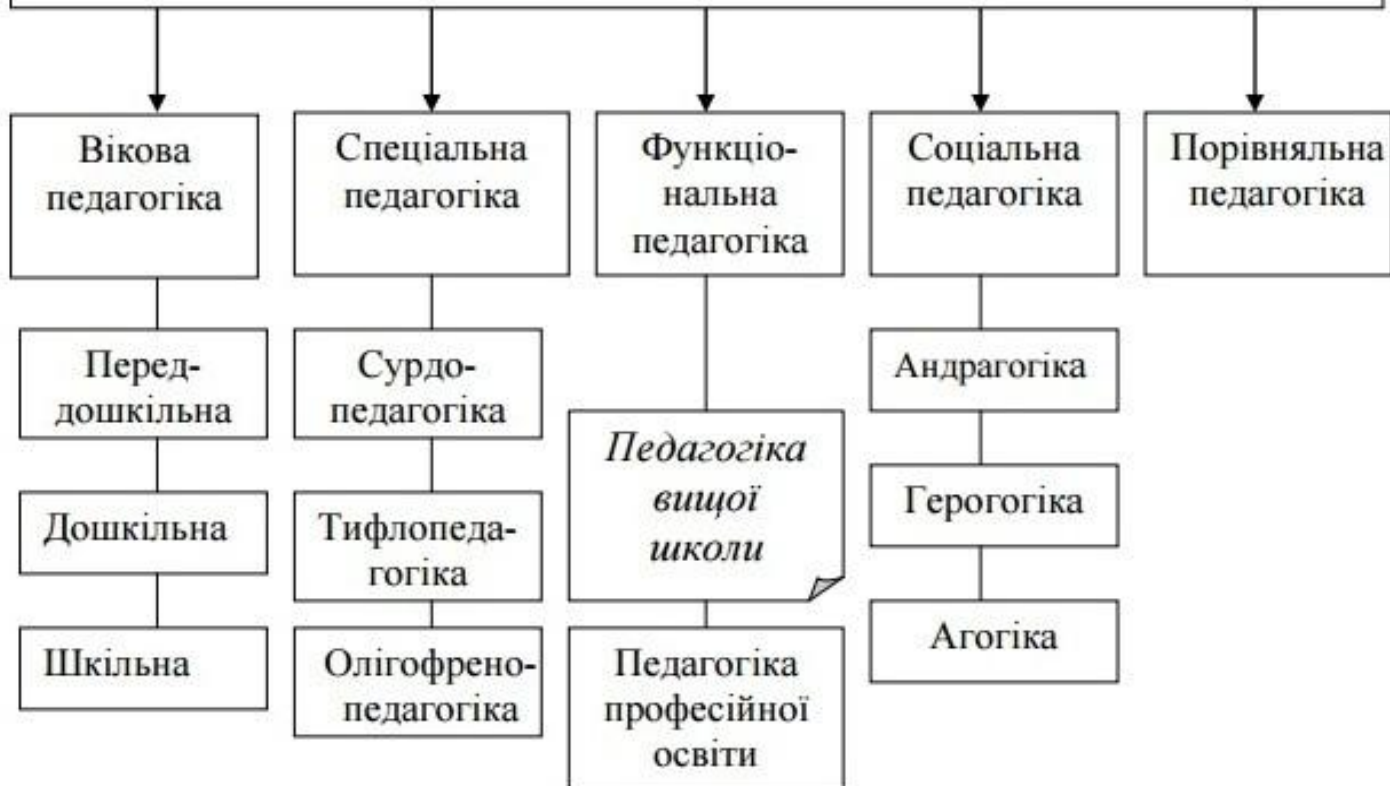 Вікова
педагогіка
Спеціальна
педагогіка
Функціо-
нальна
педагогіка
Соціальна
педагогіка
Порівняльна
педагогіка
Перед-
дошкільна
Дошкільна
Шкільна
Сурдо-
педагогіка
Тифлопеда-
гогіка
Олігофрено-
педагогіка
Педагогіка
вищої
школи
Педагогіка
професійної
освіти
Андрагогіка
Герогогіка
Агогіка